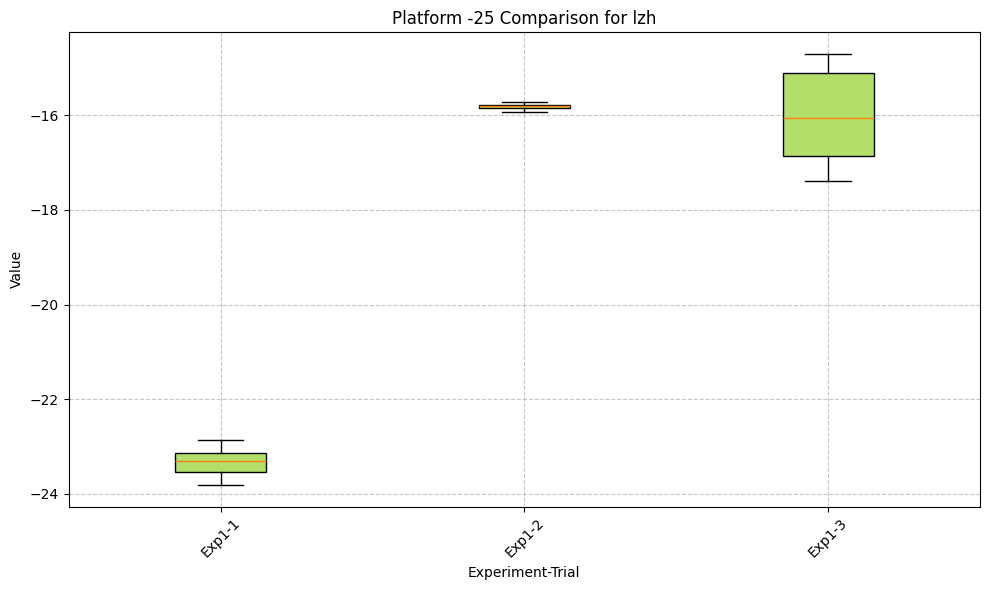 Platform -25 Comparison for lzh
Value
−16
−18
−20
−22
−24
Exp1-1
Exp1-2
Exp1-3
Experiment-Trial